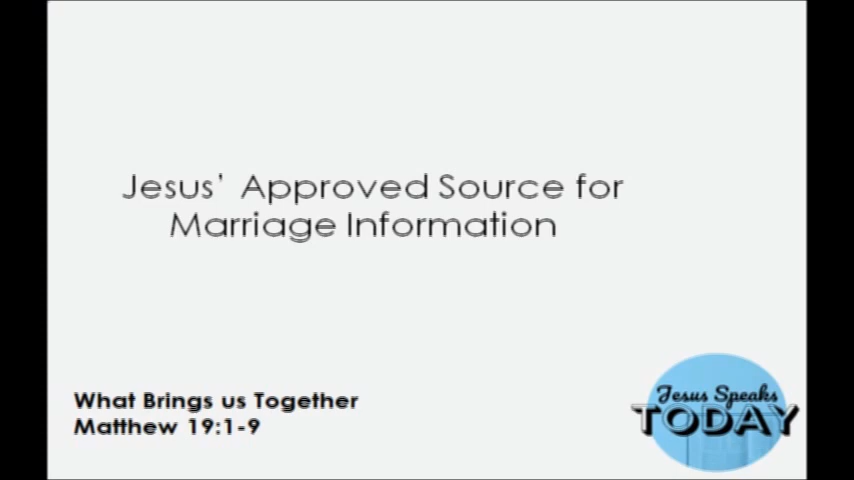 Jesus’ Approved Source for
Marriage Information
What Brings us Together
Matthew 19:1-9
Jesus Speaks
TODAY